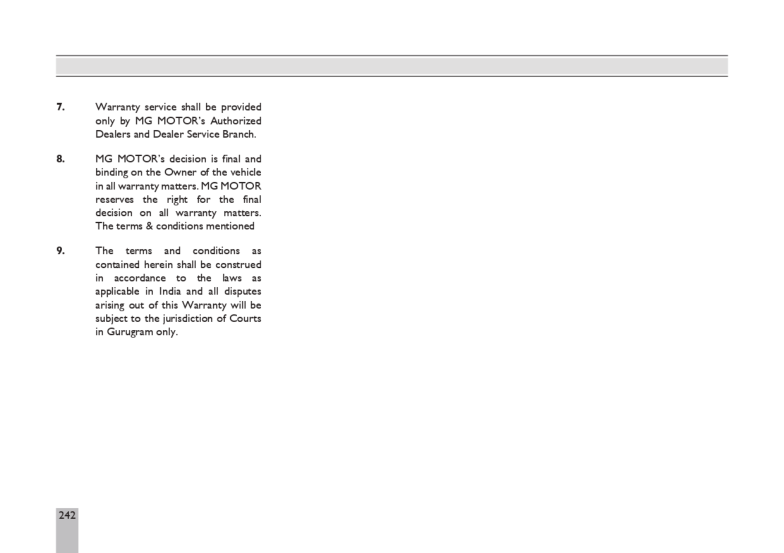 7. Warranty service shall be provided
only by MG MOTOR's Authorized
Dealers and Dealer Service Branch.
8. MG MOTOR's decision is final and
binding on the Owner of the vehicle
in all warranty matters. MG MOTOR
reserves the right for the final
decision on all warranty matters.
The terms & conditions mentioned
9. The terms and conditions as
contained herein shall be construed
in accordance to the laws as
applicable in India and all disputes
arising out of this Warranty will be
subject to the jurisdiction of Courts
in Gurugram only.
242